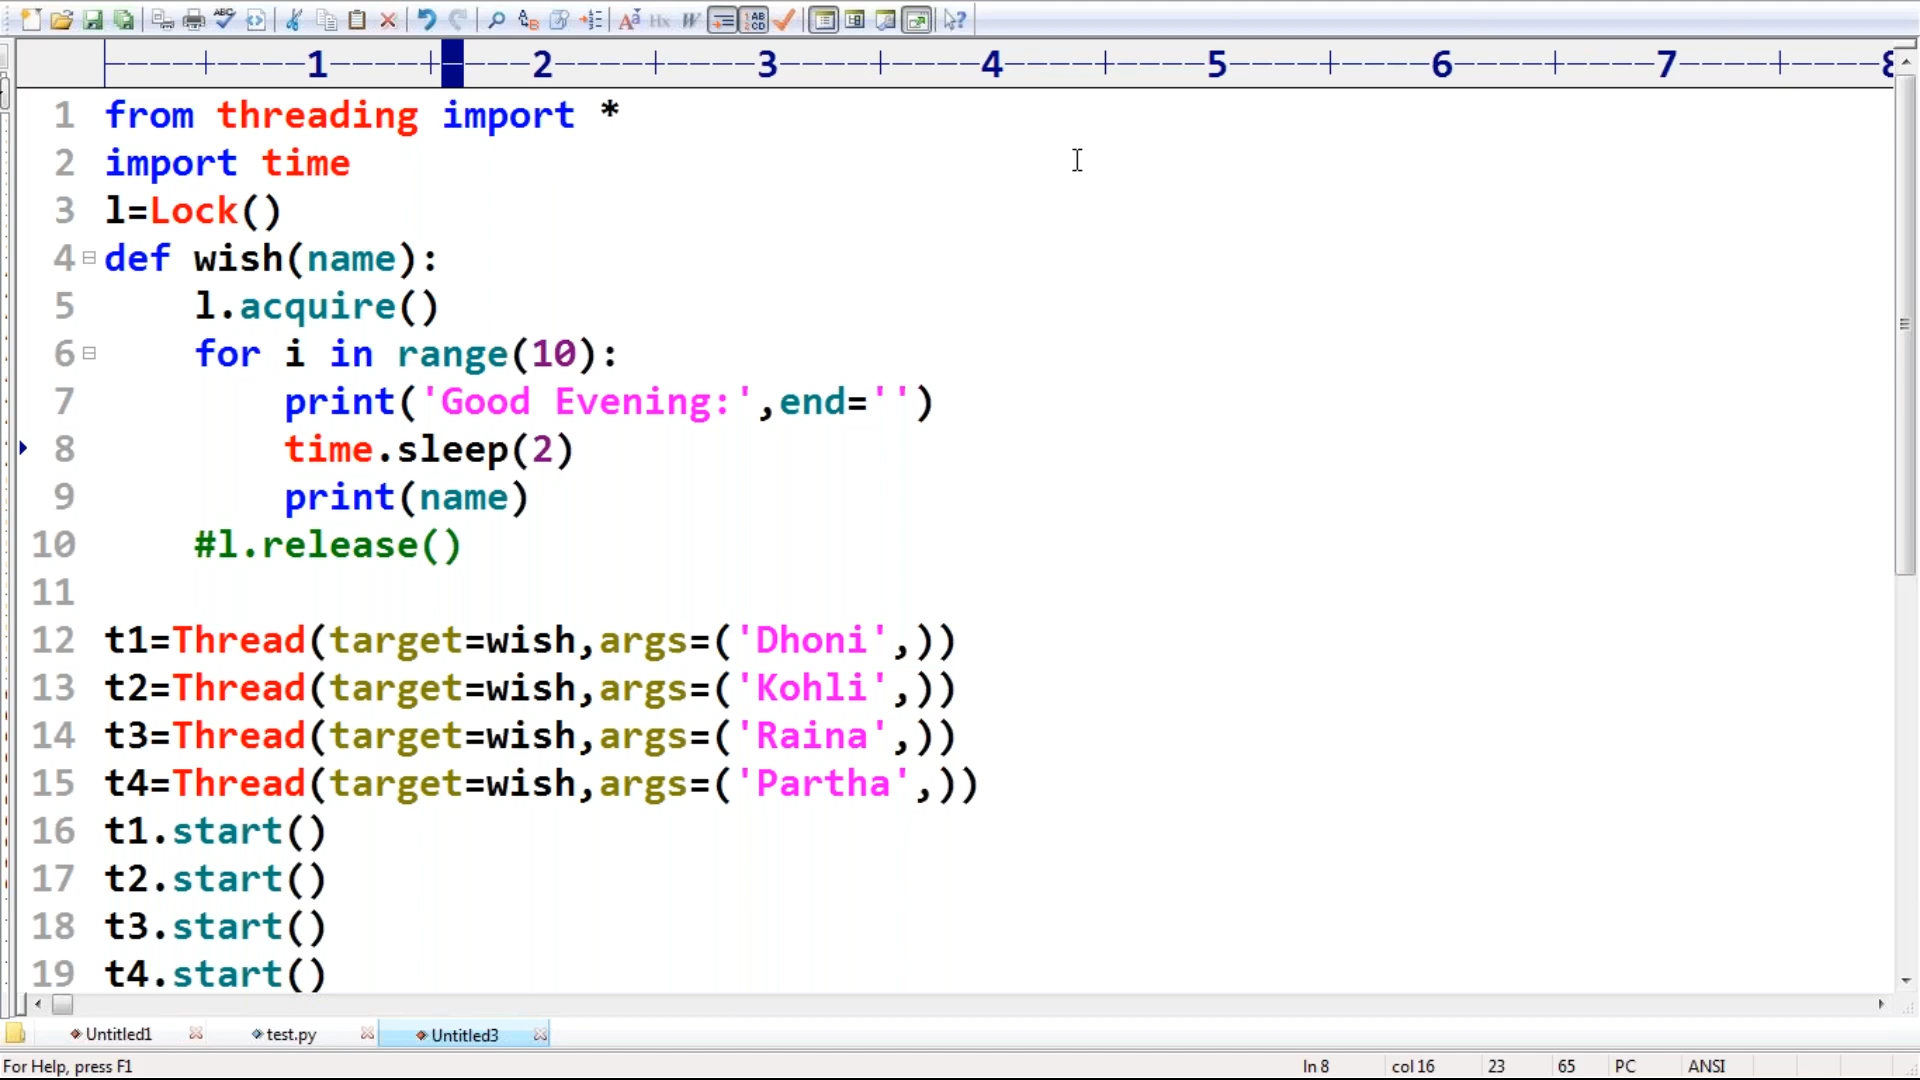 1 2 3 4 5 6 7 8
1 from threading import *
2 import time
3 l=Lock()
4 def wish(name):
5     l.acquire()
6     for i in range(10):
7         print('Good Evening:',end='')
8         time.sleep(2)
9         print(name)
10     #l.release()
11
12 t1=Thread(target=wish,args=('Dhoni',))
13 t2=Thread(target=wish,args=('Kohli',))
14 t3=Thread(target=wish,args=('Raina',))
15 t4=Thread(target=wish,args=('Partha',))
16 t1.start()
17 t2.start()
18 t3.start()
19 t4.start()
Untitled1 test.py Untitled3
For Help, press F1 ln 8 col 16 23 65 PC ANSI